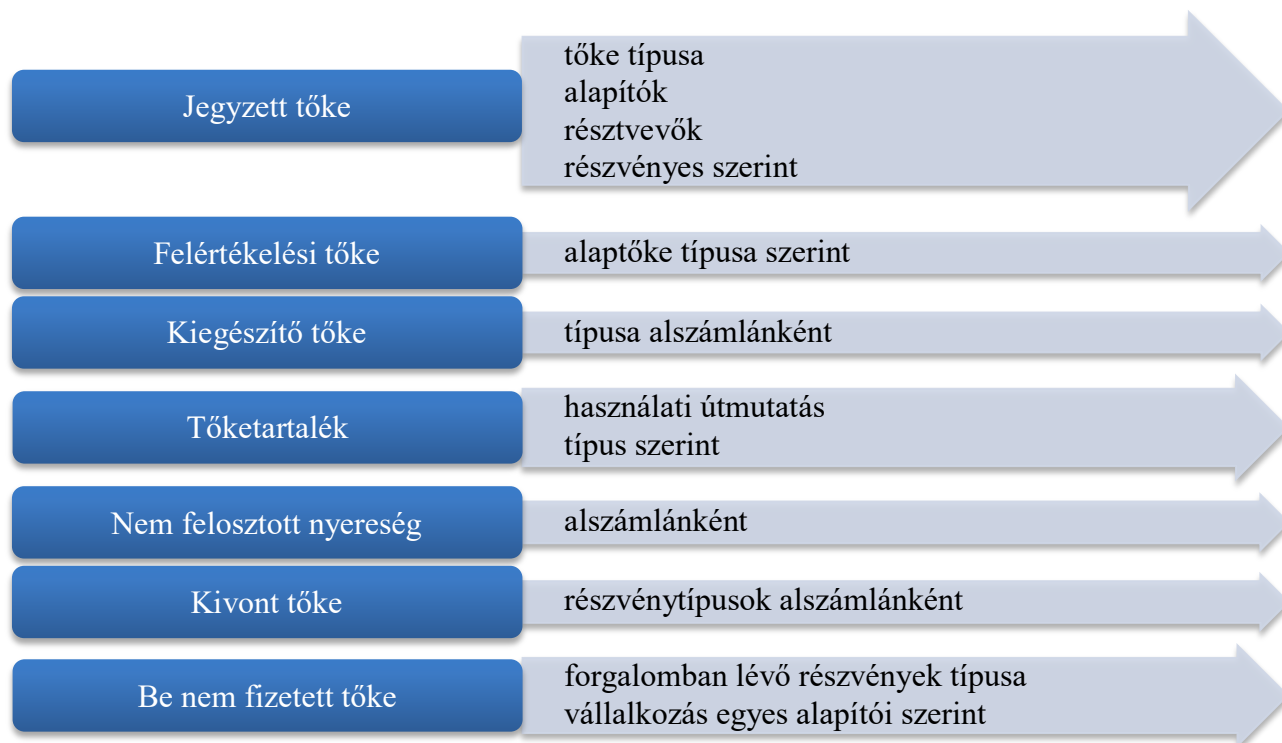 Jegyzett tőke
tőke típusa
alapítók
résztvevők
részvényes szerint
Felértékelési tőke
alaptőke típusa szerint
Kiegészítő tőke
típusa alszámlánként
Tőketartalék
használati útmutatás
típus szerint
Nem felosztott nyereség
alszámlánként
Kivont tőke
részvénytípusok alszámlánként
Be nem fizetett tőke
forgalomban lévő részvények típusa
vállalkozás egyes alapítói szerint